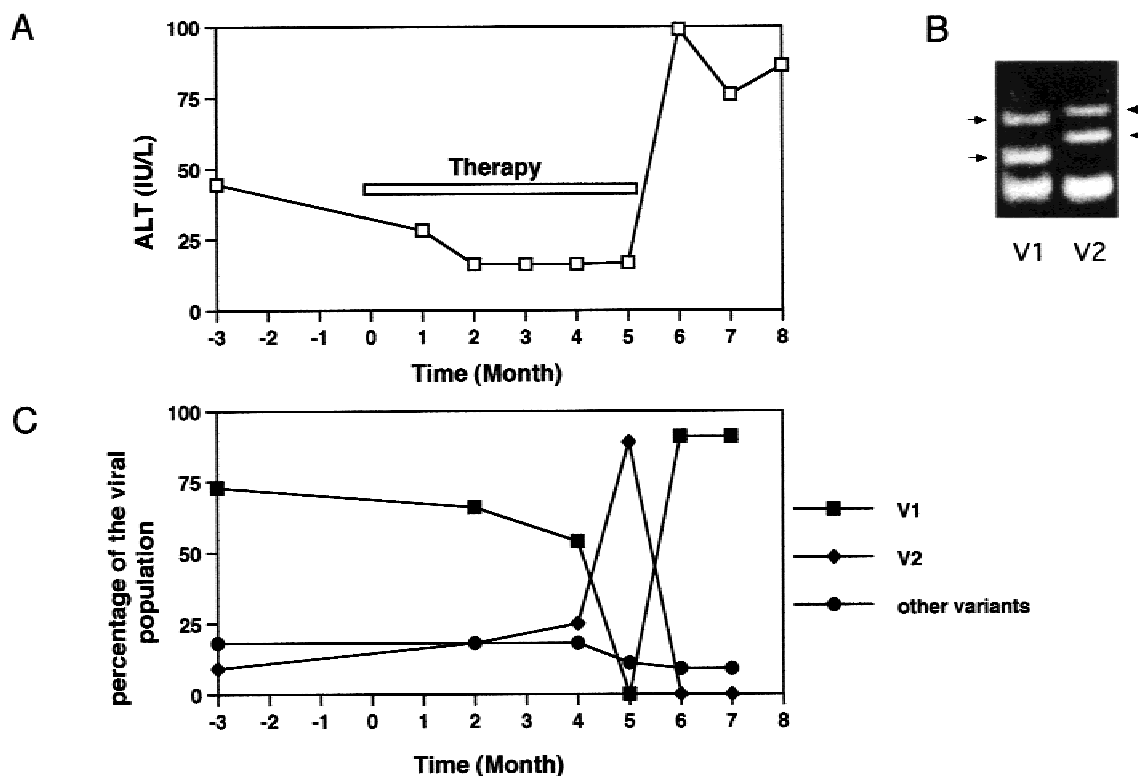 A
B
100
75
50
25
0
ALT (IU/L)
Therapy
-3 -2 -1 0 1 2 3 4 5 6 7 8
Time (Month)
V1 V2
C
100
75
50
25
0
percentage of the viral
population
-3 -2 -1 0 1 2 3 4 5 6 7 8
Time (Month)
V1
V2
other variants